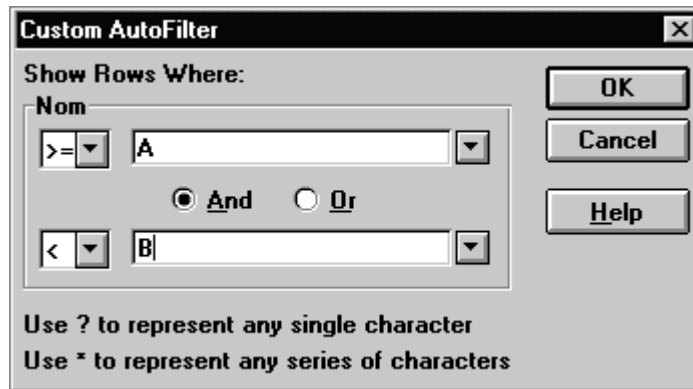 Custom AutoFilter
Show Rows Where:
Nom
>= A
And Or
< B
OK
Cancel
Help
Use ? to represent any single character
Use * to represent any series of characters